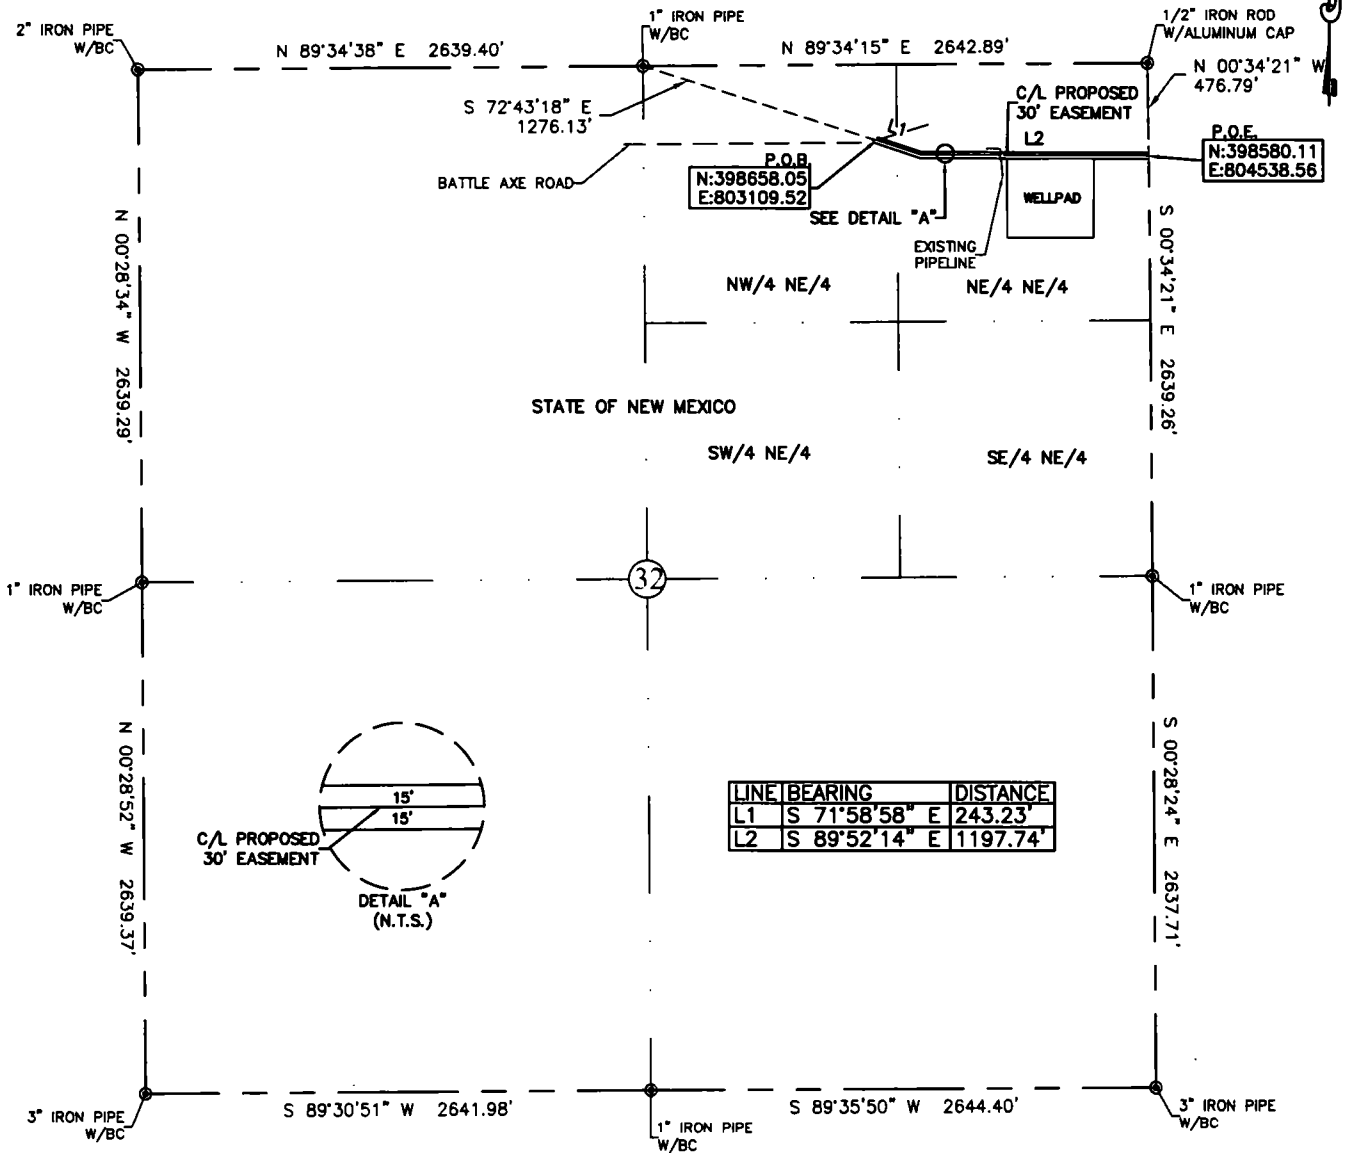 2" IRON PIPE
W/BC
N 89°34'38" E 2639.40'
1" IRON PIPE
W/BC
N 89°34'15" E 2642.89'
1/2" IRON ROD
W/ALUMINUM CAP
N 00°34'21" W
476.79'
S 72°43'18" E
1276.13'
C/L PROPOSED
30' EASEMENT
L1
L2
P.O.E.
N:398580.11
E:804538.56
BATTLE AXE ROAD
P.O.B.
N:398658.05
E:803109.52
SEE DETAIL "A"
WELLPAD
EXISTING
PIPELINE
N 00°28'34" W 2639.29'
S 00°34'21" E 2639.26'
NW/4 NE/4
NE/4 NE/4
STATE OF NEW MEXICO
SW/4 NE/4
SE/4 NE/4
1" IRON PIPE
W/BC
32
1" IRON PIPE
W/BC
N 00°28'52" W 2639.37'
S 00°28'24" E 2637.71'
15'
15'
C/L PROPOSED
30' EASEMENT
DETAIL "A"
(N.T.S.)
LINE BEARING DISTANCE
L1 S 71°58'58" E 243.23'
L2 S 89°52'14" E 1197.74'
3" IRON PIPE
W/BC
S 89°30'51" W 2641.98'
1" IRON PIPE
W/BC
S 89°35'50" W 2644.40'
3" IRON PIPE
W/BC